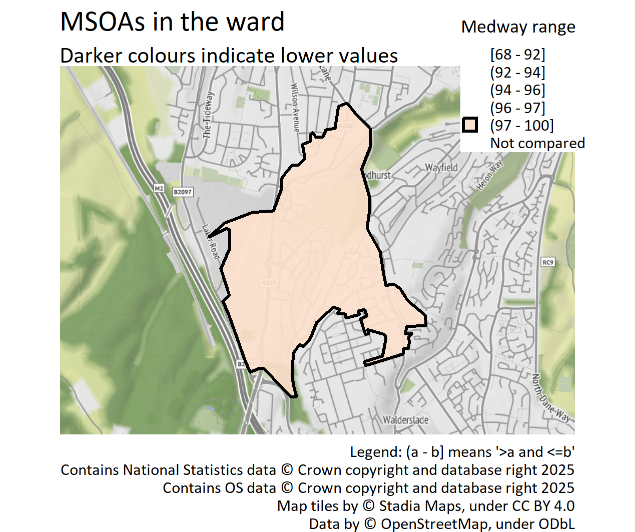 MSOAs in the ward
Darker colours indicate lower values
Medway range
[68 - 92]
(92 - 94]
(94 - 96]
(96 - 97]
(97 - 100]
Not compared
The-Tideway
Wilson Avenue
Wayfield
Heron-Way
M2
B2097
RC9
North-Dane-Way
Walderslade
Legend: (a - b] means '>a and <=b'
Contains National Statistics data © Crown copyright and database right 2025
Contains OS data © Crown copyright and database right 2025
Map tiles by © Stadia Maps, under CC BY 4.0
Data by © OpenStreetMap, under ODbL